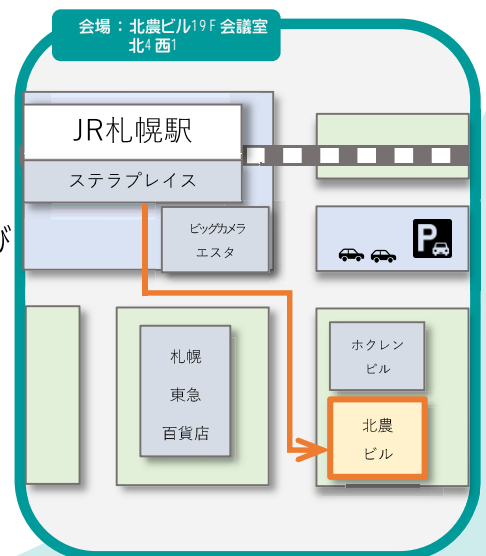 会場：北農ビル19F会議室
北4西1
JR札幌駅
ステラプレイス
ビッグカメラ
エスタ
び
P
札幌
東急
百貨店
ホクレン
ビル
北農
ビル